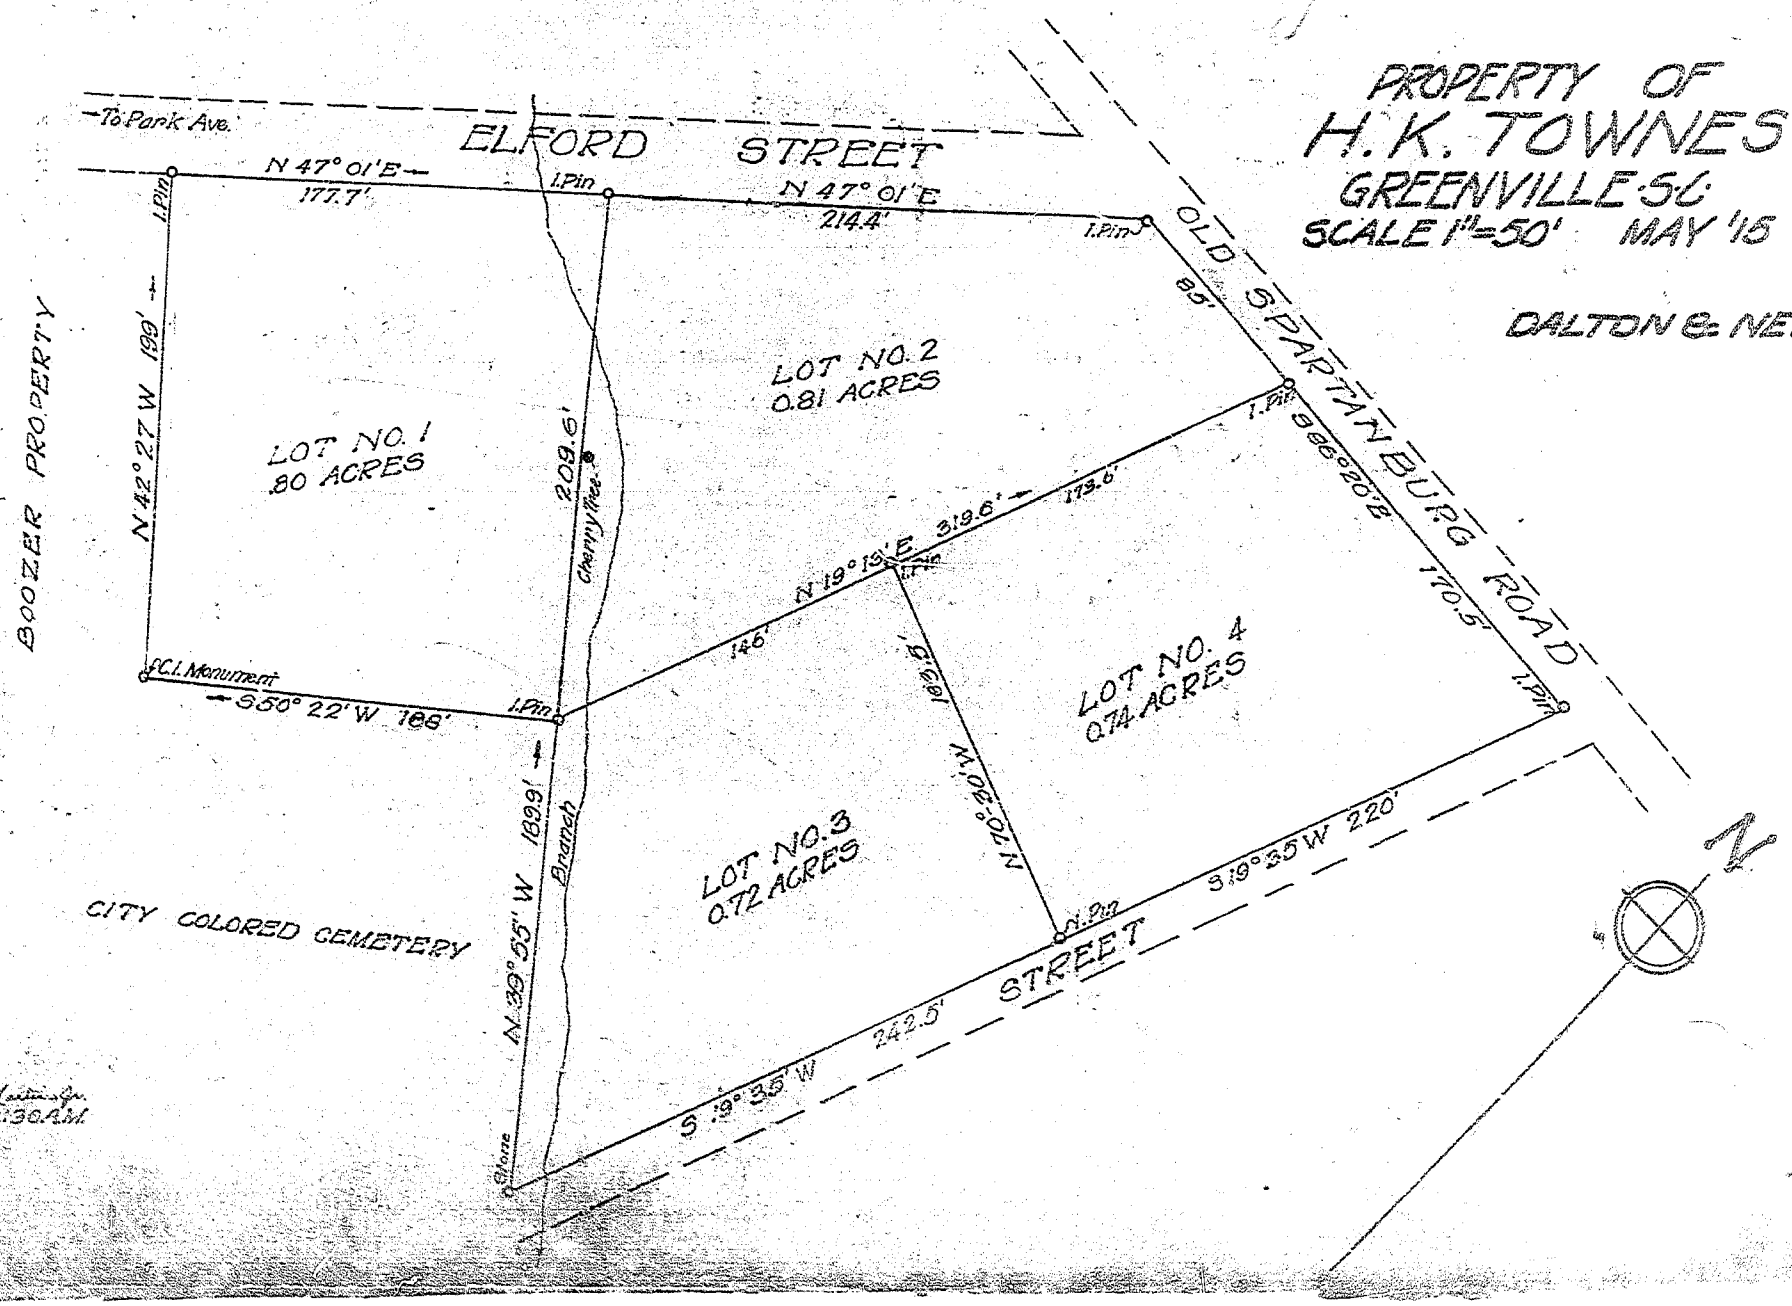 PROPERTY OF
H. K. TOWNES
GREENVILLE·S·C·
SCALE 1"=50' MAY '15
DALTON & NE
To Park Ave.
ELFORD STREET
N 47° 01' E
177.7'
I.Pin
I.Pin
N 47° 01' E
214.4'
I.Pin
OLD SPARTANBURG ROAD
85'
BOOZER PROPERTY
N 42° 27' W 199'
LOT NO. 1
.80 ACRES
209.6'
Cherry Tree
LOT NO. 2
0.81 ACRES
I.Pin
S 86° 20' E
170.5'
N 19° 13' E 319.6'
173.6'
146'
I.Pin
C.I. Monument
S 50° 22' W 188'
I.Pin
N 70° 30' W
LOT NO. 4
0.74 ACRES
I.Pin
N 39° 55" W 189.9'
Branch
LOT NO. 3
0.72 ACRES
CITY COLORED CEMETERY
S 19° 35' W 220'
I.Pin
STREET
S 19° 35' W 242.5'
Stone
N
:30 A.M.